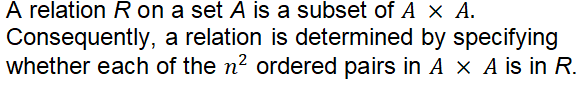 A relation R on a set A is a subset of A × A.
Consequently, a relation is determined by specifying
whether each of the n² ordered pairs in A × A is in R.